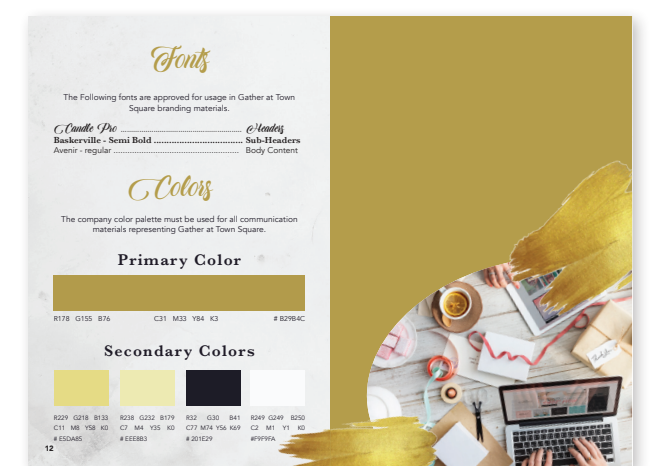 Fonts
The Following fonts are approved for usage in Gather at Town
Square branding materials.
Candle Pro ........................................ Headers
Baskerville - Semi Bold .................................. Sub-Headers
Avenir - regular ........................................ Body Content
Colors
The company color palette must be used for all communication
materials representing Gather at Town Square.
Primary Color
R178 G155 B76 C31 M33 Y84 K3 # B29B4C
Secondary Colors
R229 G218 B133 R238 G232 B179 R32 G30 B41 R249 G249 B250
C11 M8 Y58 K0 C7 M4 Y35 K0 C77 M74 Y56 K69 C2 M1 Y1 K0
# E5DA85 # EEE8B3 # 201E29 #F9F9FA
12